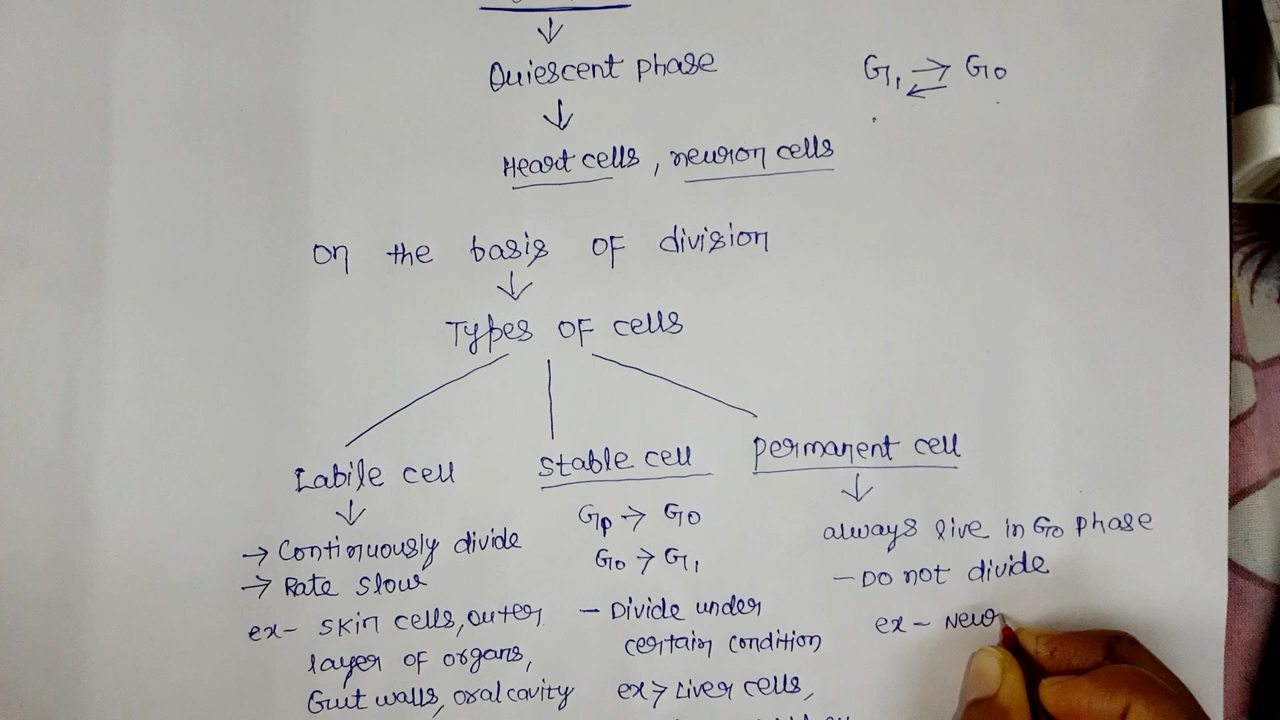 ↓
Quiescent phase
G1 ⇌ G0
↓
Heart cells, neuron cells
on the basis of division
↓
Types of cells
Labile cell
Stable cell
permanent cell
↓
→ Continuously divide
→ Rate slow
ex- skin cells, outer
layer of organs,
Gut walls, oral cavity
Gp → G0
G0 → G1
- Divide under
certain condition
ex → Liver cells,
↓
always live in G0 phase
- Do not divide
ex - Neur